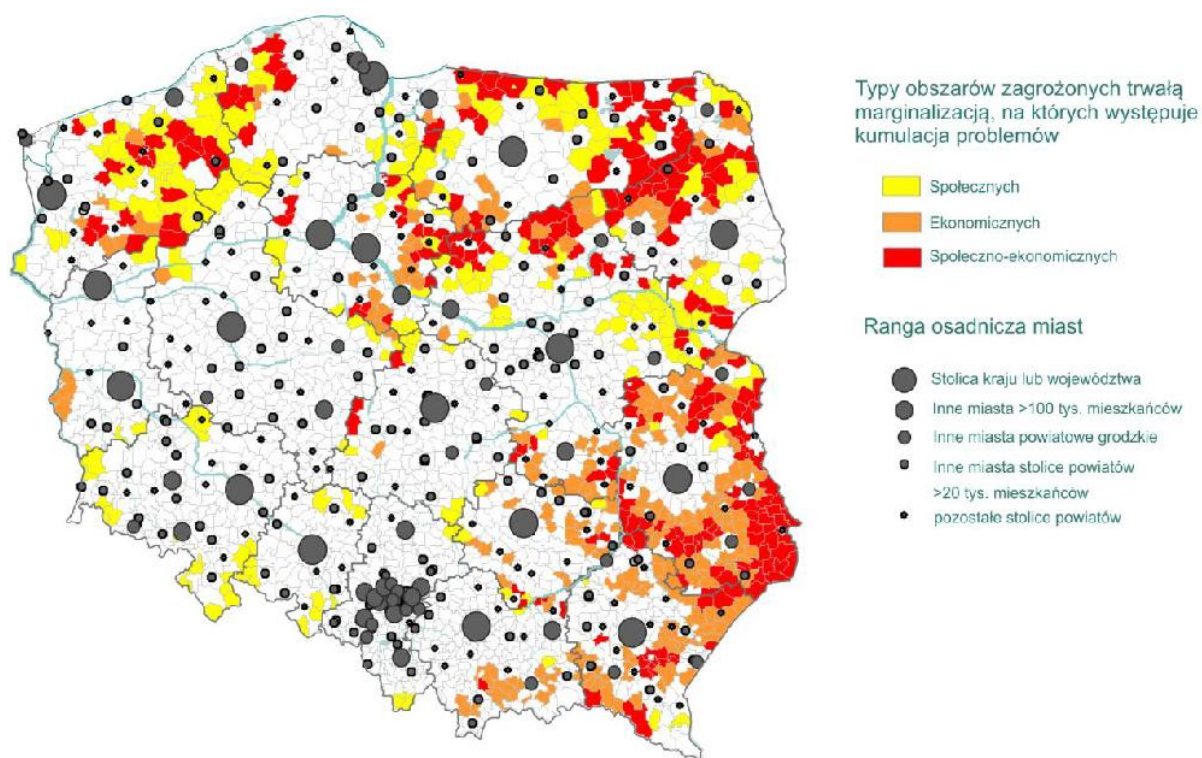 Typy obszarów zagrożonych trwałą
marginalizacją, na których występuje
kumulacja problemów
Społecznych
Ekonomicznych
Społeczno-ekonomicznych
Ranga osadnicza miast
Stolica kraju lub województwa
Inne miasta >100 tys. mieszkańców
Inne miasta powiatowe grodzkie
Inne miasta stolice powiatów
>20 tys. mieszkańców
pozostałe stolice powiatów